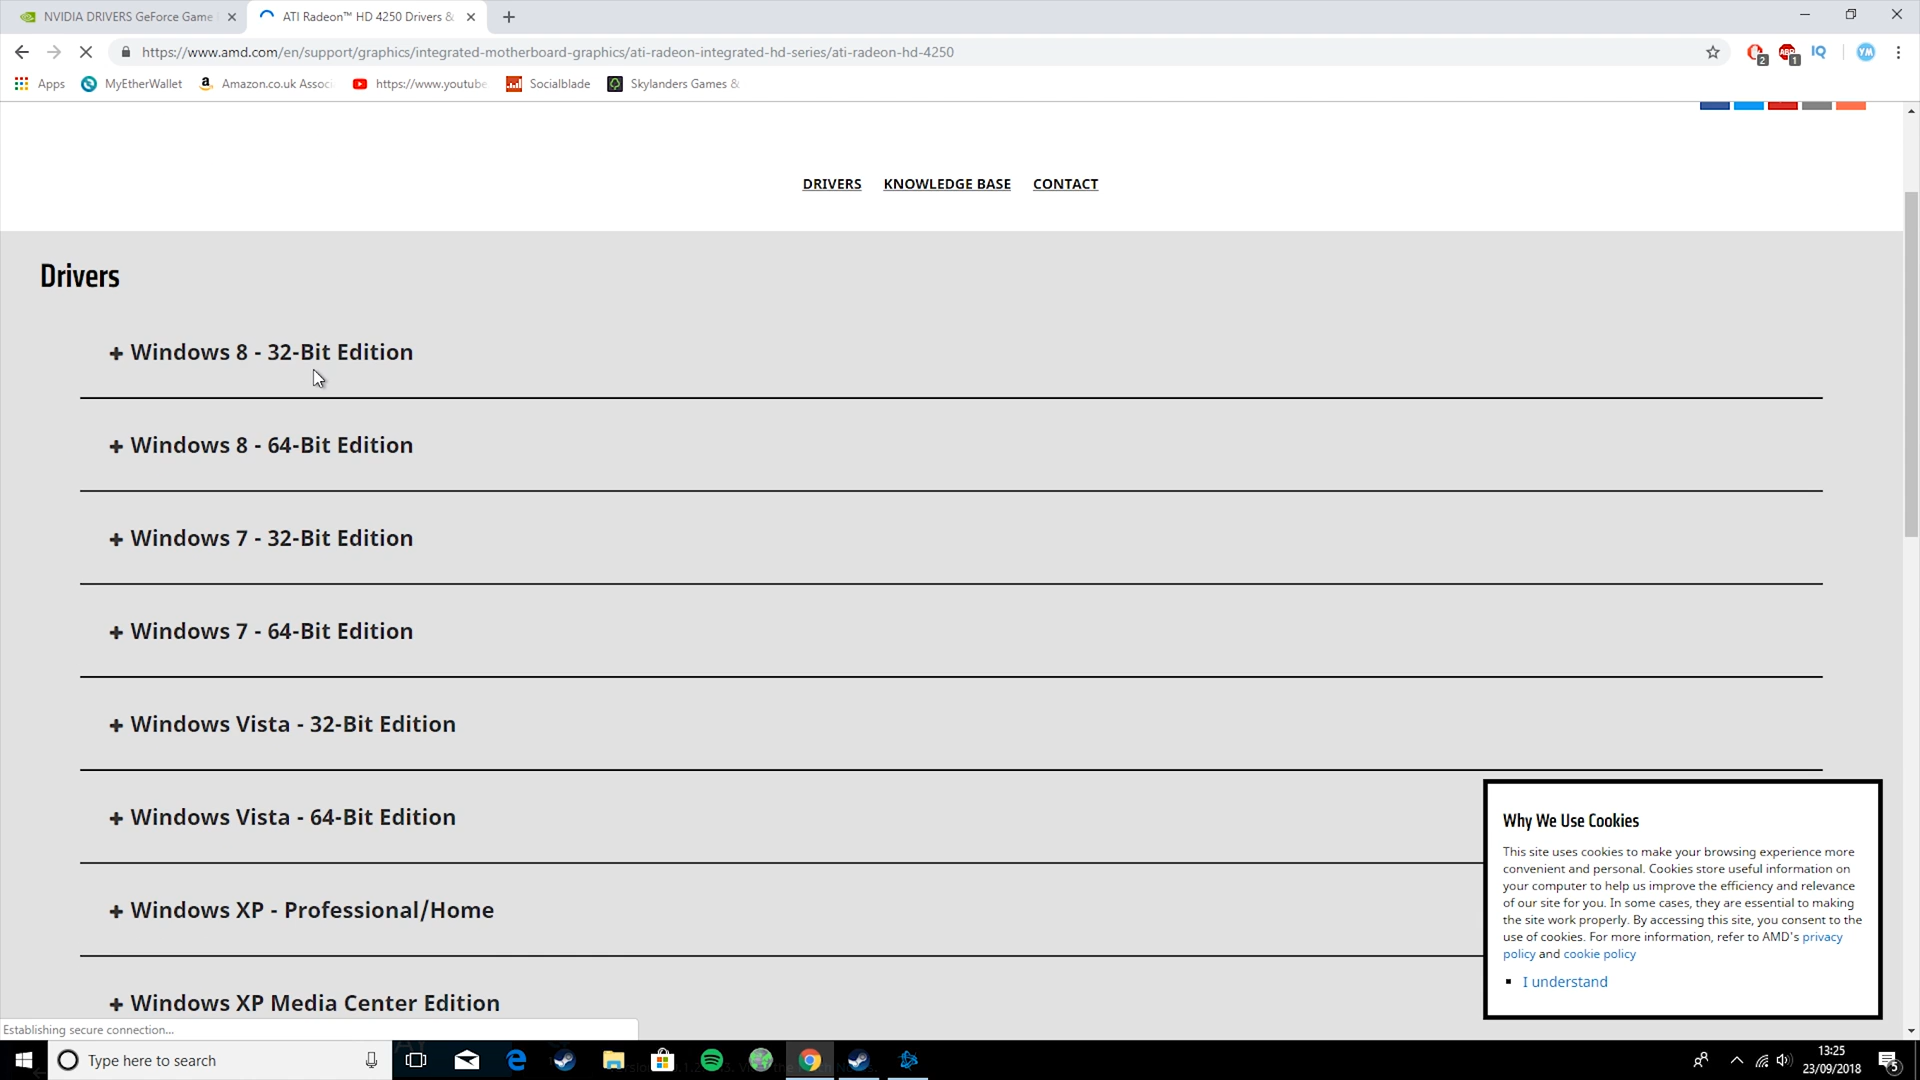 NVIDIA DRIVERS GeForce Game
ATI Radeon™ HD 4250 Drivers &
https://www.amd.com/en/support/graphics/integrated-motherboard-graphics/ati-radeon-integrated-hd-series/ati-radeon-hd-4250
2
ABP
1
IQ
YM
Apps
MyEtherWallet
Amazon.co.uk Associ
https://www.youtube
Socialblade
Skylanders Games &
DRIVERS
KNOWLEDGE BASE
CONTACT
Drivers
+ Windows 8 - 32-Bit Edition
+ Windows 8 - 64-Bit Edition
+ Windows 7 - 32-Bit Edition
+ Windows 7 - 64-Bit Edition
+ Windows Vista - 32-Bit Edition
+ Windows Vista - 64-Bit Edition
+ Windows XP - Professional/Home
+ Windows XP Media Center Edition
Why We Use Cookies
This site uses cookies to make your browsing experience more
convenient and personal. Cookies store useful information on
your computer to help us improve the efficiency and relevance
of our site for you. In some cases, they are essential to making
the site work properly. By accessing this site, you consent to the
use of cookies. For more information, refer to AMD's privacy
policy and cookie policy
I understand
Establishing secure connection...
Type here to search
13:25
23/09/2018
5